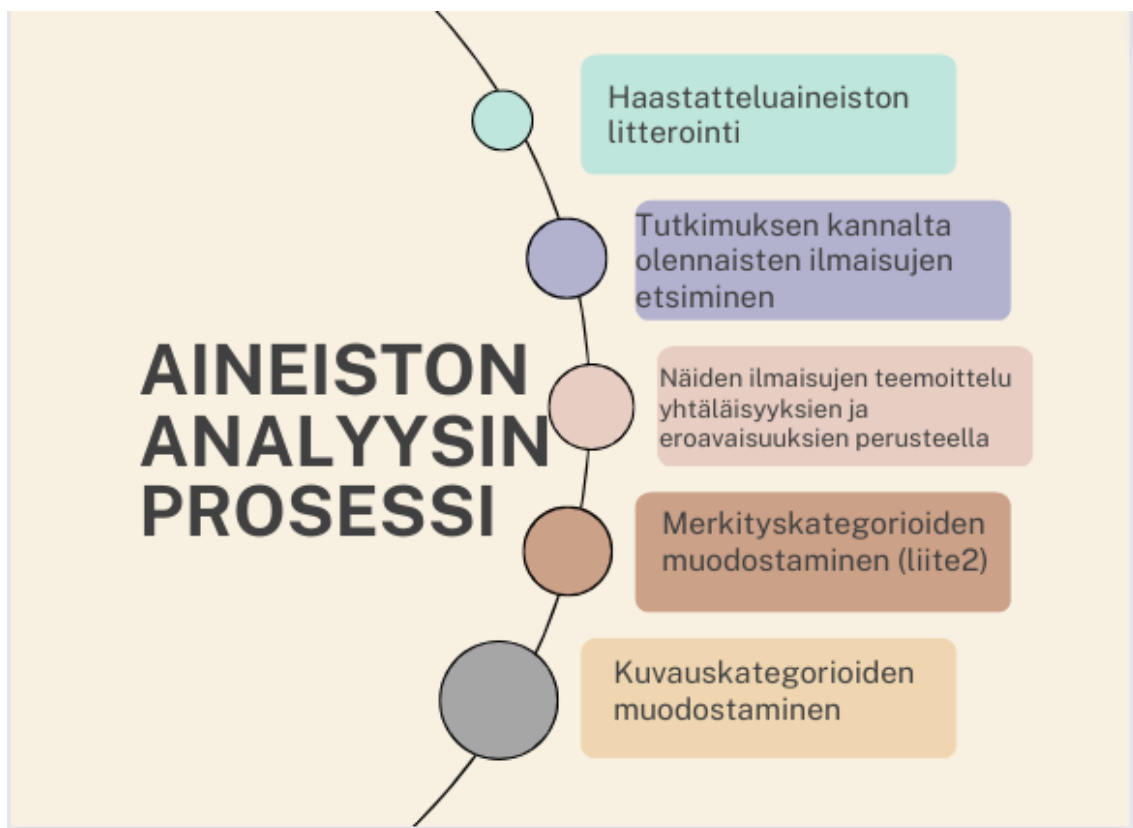 AINEISTON
ANALYYSIN
PROSESSI
Haastatteluaineiston
litterointi
Tutkimuksen kannalta
olennaisten ilmaisujen
etsiminen
Näiden ilmaisujen teemoittelu
yhtäläisyyksien ja
eroavaisuuksien perusteella
Merkityskategorioiden
muodostaminen (liite2)
Kuvauskategorioiden
muodostaminen